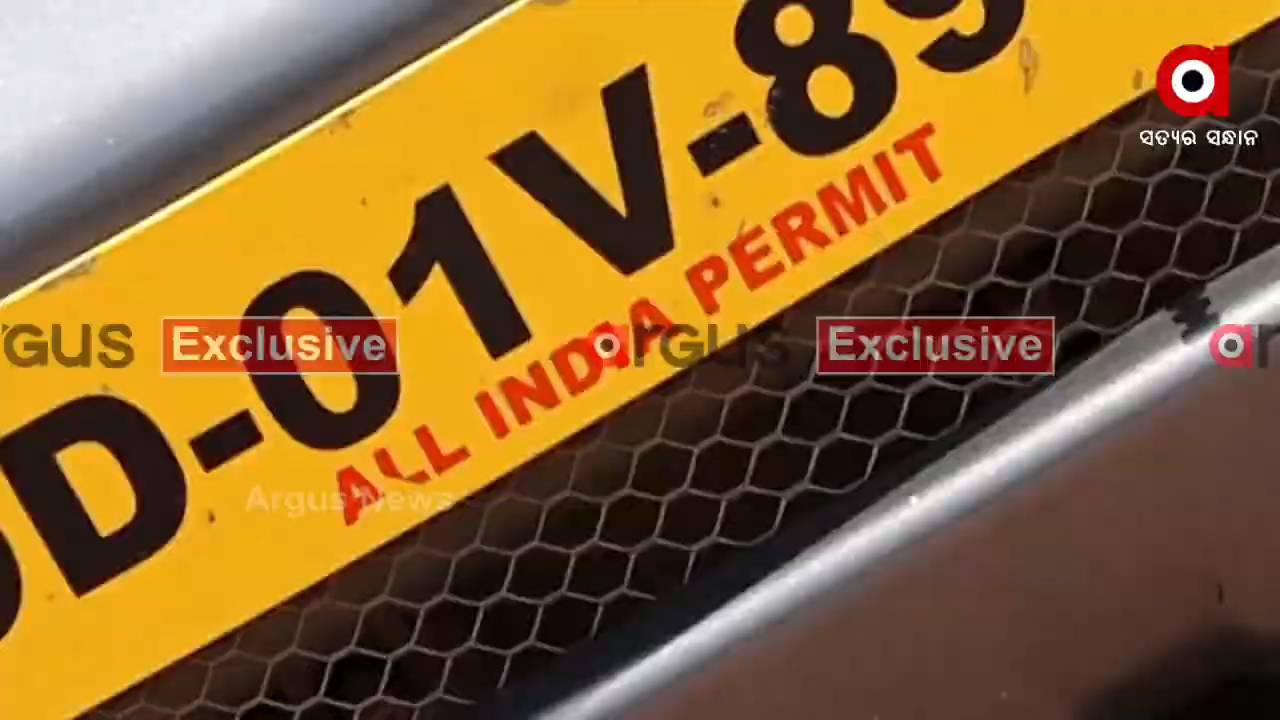 ସତ୍ୟର ସନ୍ଧାନ
OD-01V-89
ALL INDIA PERMIT
argus Exclusive argus Exclusive
Argus News